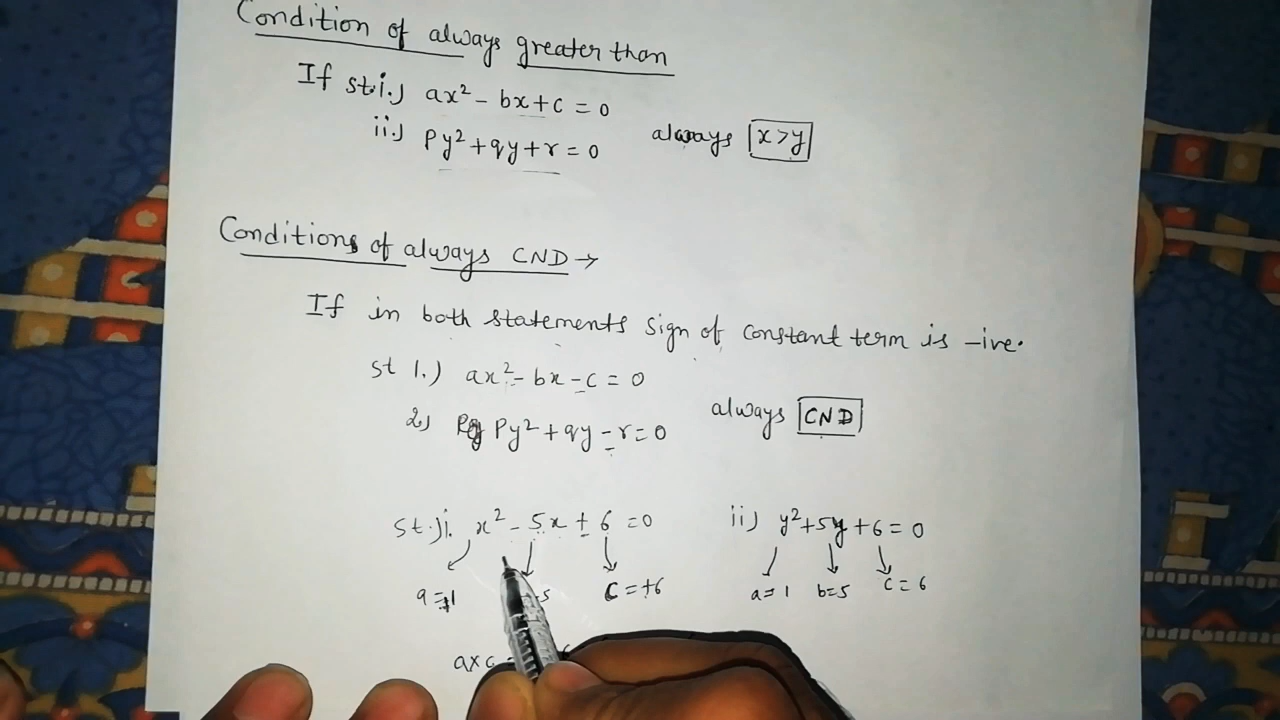 Condition of always greater than
If st.i.) ax² - bx + c = 0
ii.) Py² + qy + r = 0 always x>y
Conditions of always CND →
If in both statements sign of constant term is -ive.
st 1.) ax² - bx - c = 0
2.) Py² + qy - r = 0 always CND
st.)i. x² - 5x + 6 = 0 ii) y² + 5y + 6 = 0
c = +6 a = 1 b = 5 c = 6
axc